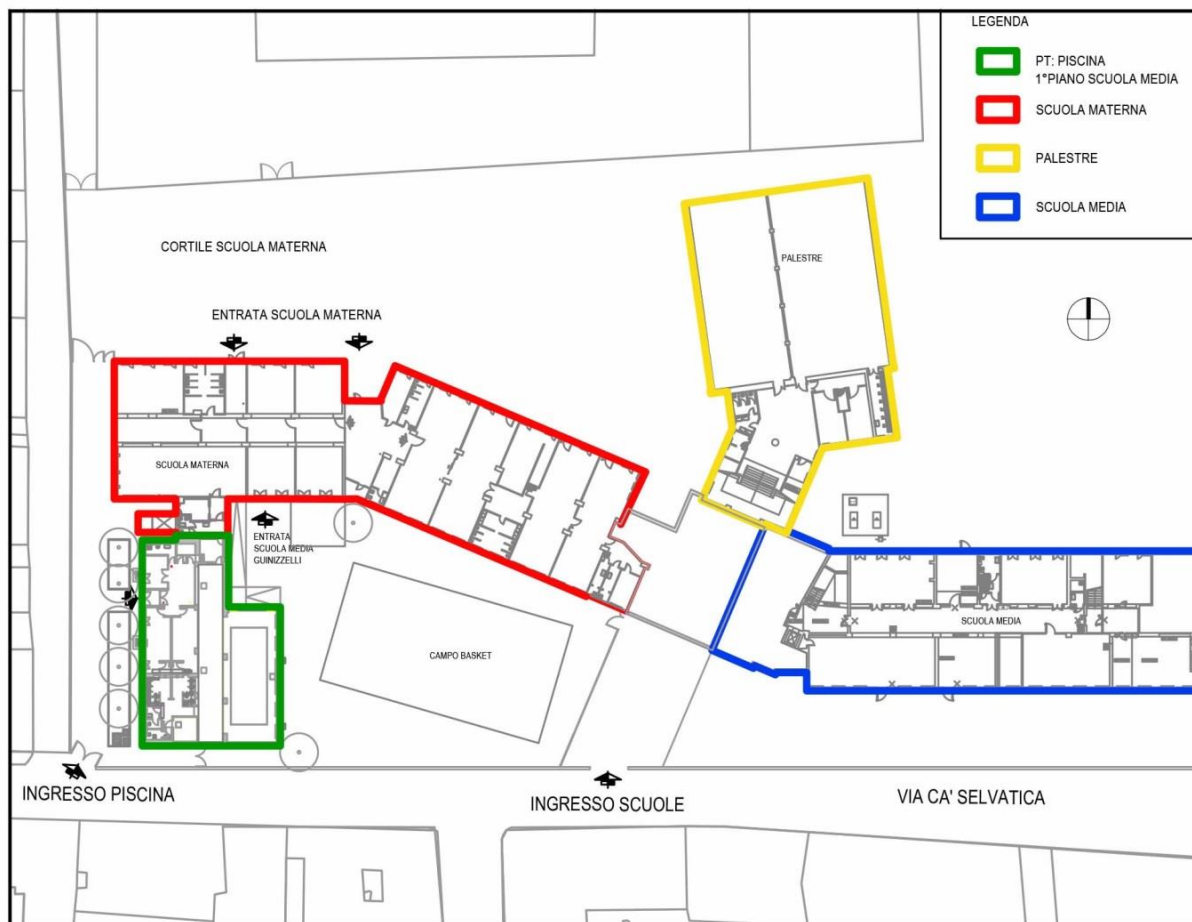 LEGENDA
PT: PISCINA
1°PIANO SCUOLA MEDIA
SCUOLA MATERNA
PALESTRE
SCUOLA MEDIA
CORTILE SCUOLA MATERNA
PALESTRE
ENTRATA SCUOLA MATERNA
SCUOLA MATERNA
ENTRATA
SCUOLA MEDIA
GUINIZZELLI
SCUOLA MEDIA
CAMPO BASKET
INGRESSO PISCINA
INGRESSO SCUOLE
VIA CA' SELVATICA